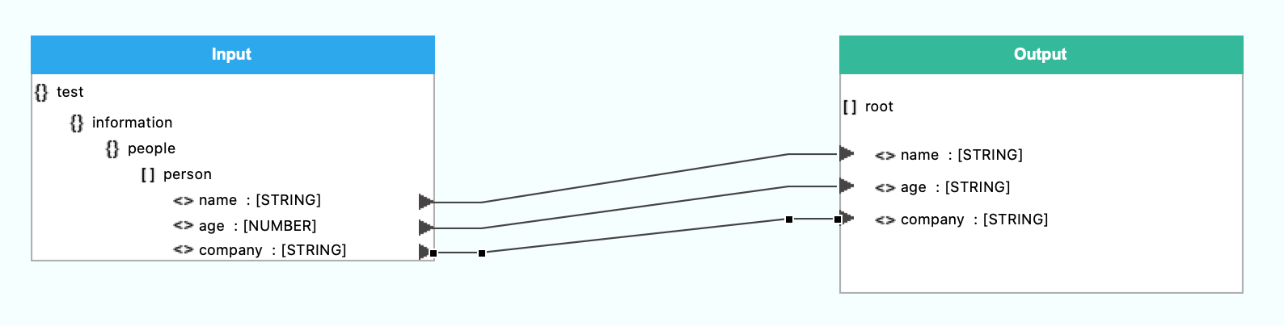 Input
{} test
{} information
{} people
[ ] person
<> name : [STRING]
<> age : [NUMBER]
<> company : [STRING]
Output
[ ] root
<> name : [STRING]
<> age : [STRING]
<> company : [STRING]